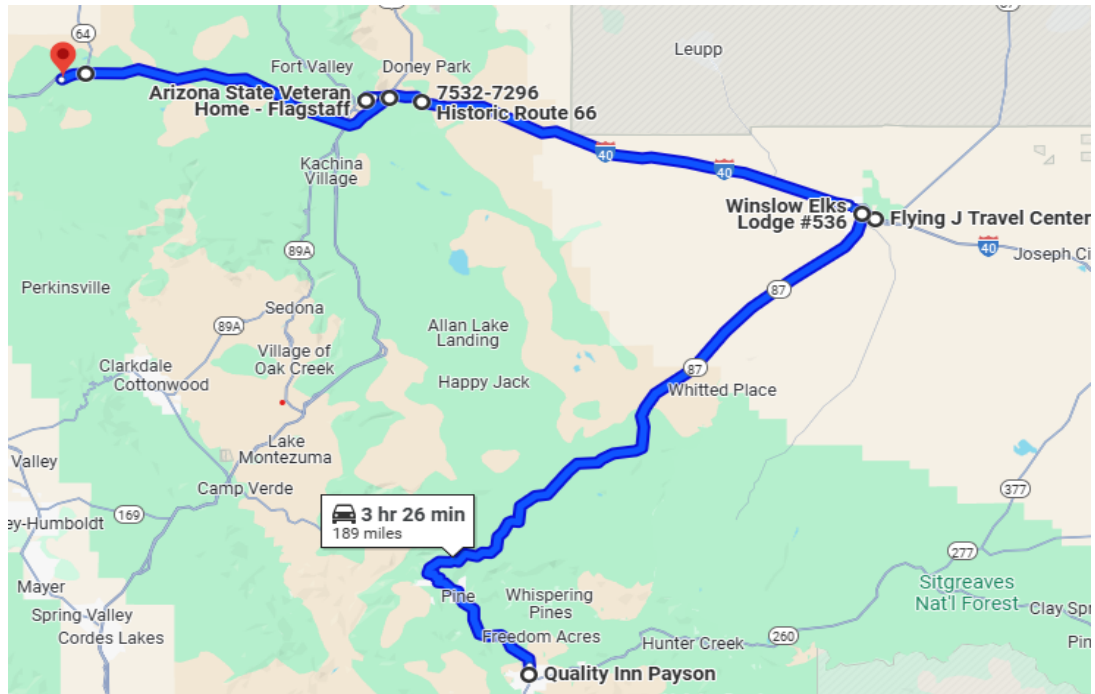 Leupp
64
Fort Valley
Doney Park
Arizona State Veteran
Home - Flagstaff
7532-7296
Historic Route 66
40
40
Kachina
Village
Winslow Elks
Lodge #536
Flying J Travel Center
40
Joseph Ci
89A
Perkinsville
87
Sedona
89A
Allan Lake
Landing
Village of
Oak Creek
Clarkdale
Cottonwood
Happy Jack
87
Whitted Place
Lake
Montezuma
Valley
Camp Verde
377
3 hr 26 min
189 miles
ey-Humboldt
169
277
Sitgreaves
Nat'l Forest
Mayer
Pine
Whispering
Pines
Clay Spr
Spring Valley
Cordes Lakes
Freedom Acres
Hunter Creek
260
Pin
Quality Inn Payson